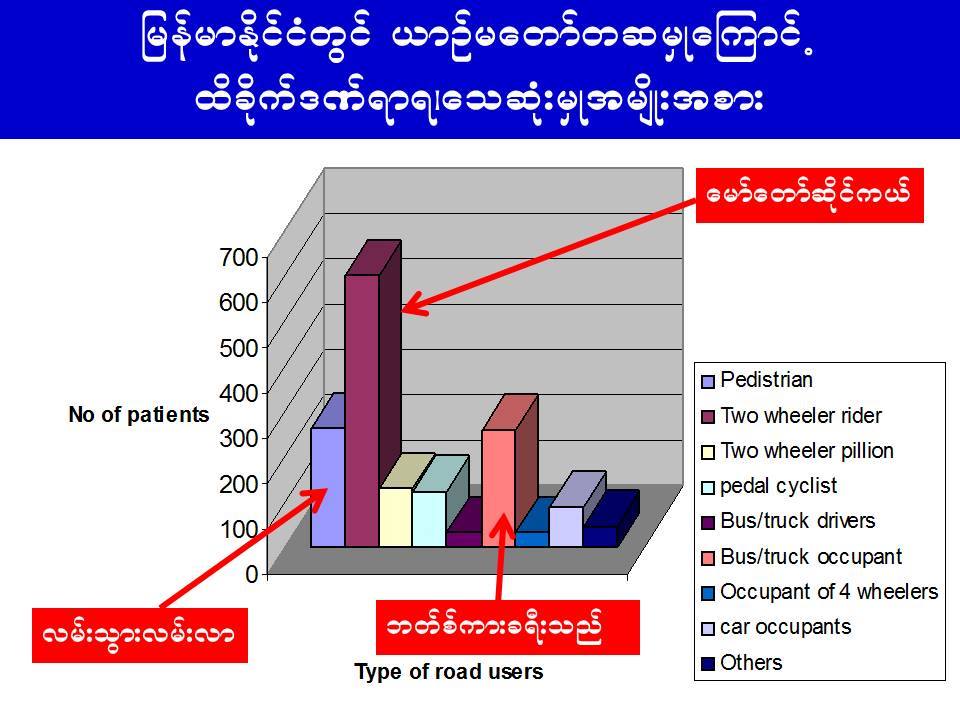 မြန်မာနိုင်ငံတွင် ယာဉ်မတော်တဆမှုကြောင့်
ထိခိုက်ဒဏ်ရာရ၊သေဆုံးမှုအမျိုးအစား
မော်တော်ဆိုင်ကယ်
700
600
500
400
300
200
100
0
No of patients
Pedistrian
Two wheeler rider
Two wheeler pillion
pedal cyclist
Bus/truck drivers
Bus/truck occupant
Occupant of 4 wheelers
car occupants
Others
လမ်းသွားလမ်းလာ
ဘတ်စ်ကားခရီးသည်
Type of road users